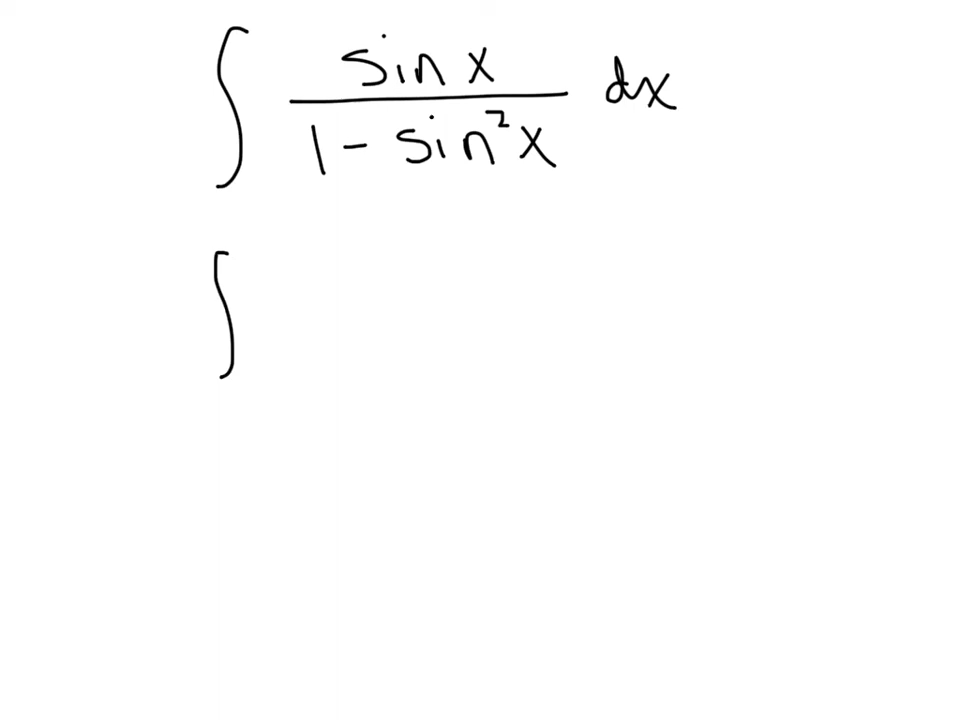 ∫ sin x / (1 - sin²x) dx
∫